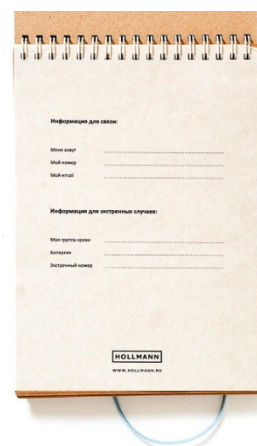 Информация для связи:
Меня зовут
Мой номер
Мой email
Информация для экстренных случаев:
Моя группа крови
Аллергия
Экстренный номер
HOLLMANN
WWW.HOLLMANN.RU